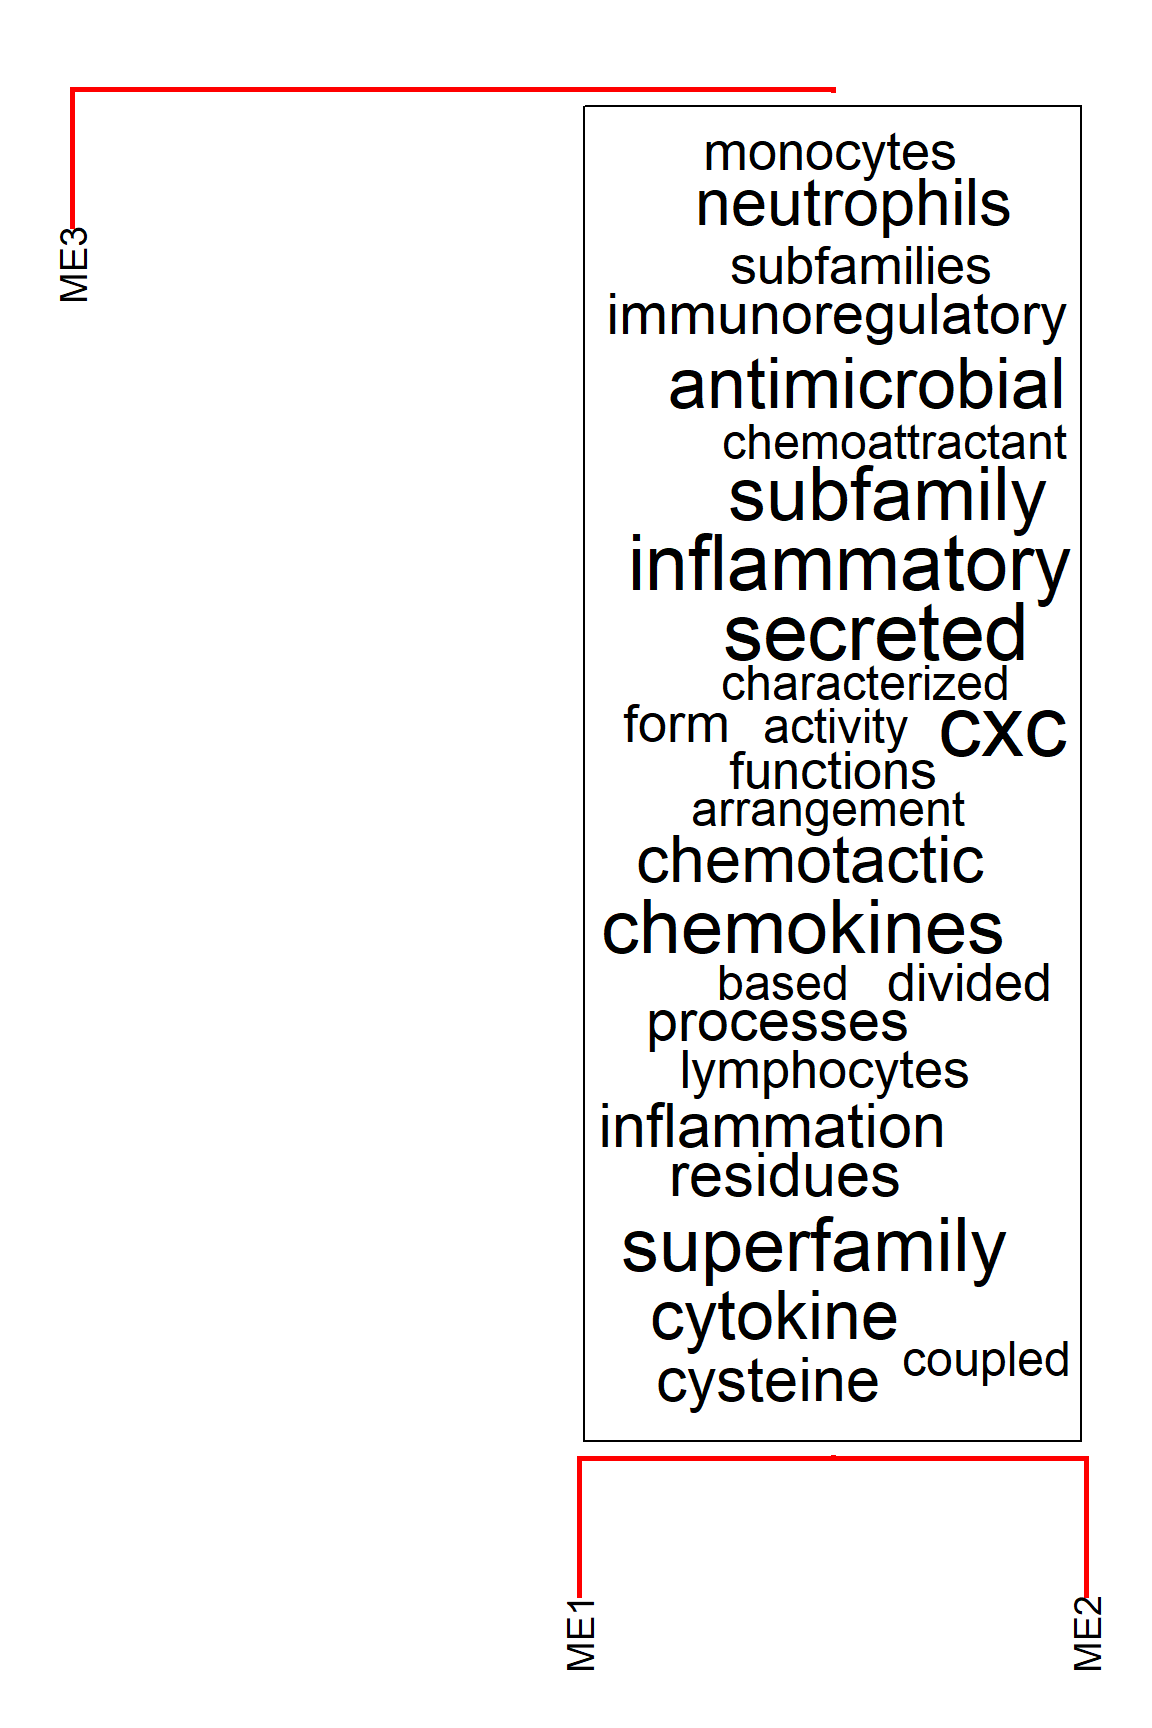 ME3
monocytes
neutrophils
subfamilies
immunoregulatory
antimicrobial
chemoattractant
subfamily
inflammatory
secreted
characterized
form activity cxc
functions
arrangement
chemotactic
chemokines
based divided
processes
lymphocytes
inflammation
residues
superfamily
cytokine
coupled
cysteine
ME1
ME2